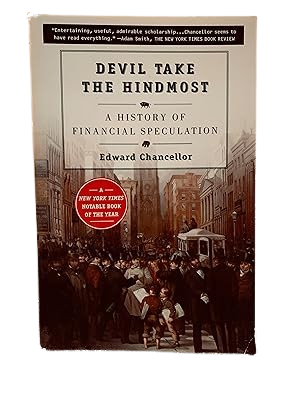 "Entertaining, useful, admirable scholarship...Chancellor seems to
have read everything." —Adam Smith, THE NEW YORK TIMES BOOK REVIEW
DEVIL TAKE
THE HINDMOST
A HISTORY OF
FINANCIAL SPECULATION
Edward Chancellor
A
NEW YORK TIMES
NOTABLE BOOK
OF THE YEAR